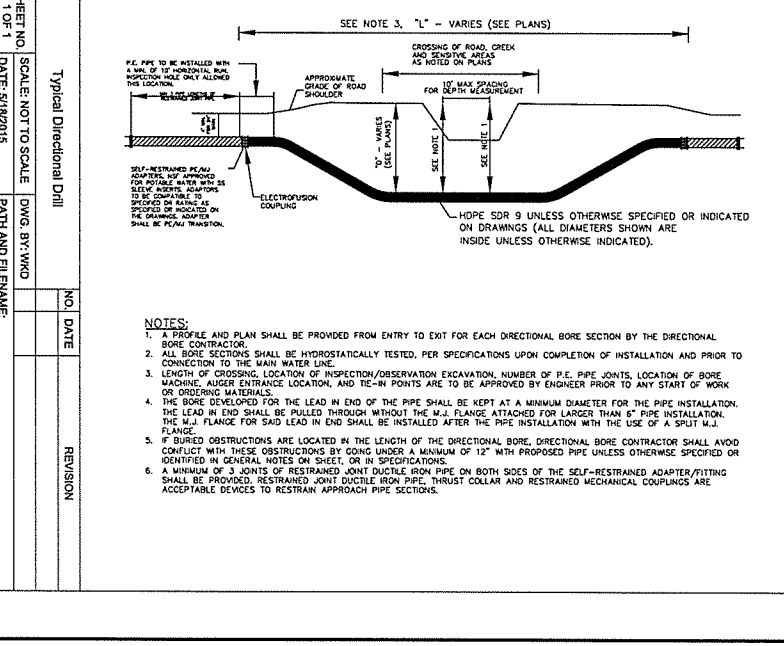 SEE NOTE 3, "L" - VARIES (SEE PLANS)
CROSSING OF ROAD, CREEK
AND SENSITIVE AREAS
AS NOTED ON PLANS
P.E. PIPE TO BE INSTALLED WITH
A MIN. OF 10' HORIZONTAL RUN.
INSPECTION HOLE ONLY ALLOWED
THIS LOCATION.
APPROXIMATE
GRADE OF ROAD
SHOULDER
10' MAX SPACING
FOR DEPTH MEASUREMENT
RESTRAINED JOINT PIPE
"D" - VARIES
(SEE PLANS)
SEE NOTE 1
SEE NOTE 1
SELF-RESTRAINED PE/MJ
ADAPTERS, NSF APPROVED
FOR POTABLE WATER WITH SS
SLEEVE INSERTS. ADAPTORS
TO BE COMPATIBLE TO
SPECIFIED DR RATING AS
SPECIFIED OR INDICATED ON
THE DRAWINGS. ADAPTER
SHALL BE PE/MJ TRANSITION.
ELECTROFUSION
COUPLING
HDPE SDR 9 UNLESS OTHERWISE SPECIFIED OR INDICATED
ON DRAWINGS (ALL DIAMETERS SHOWN ARE
INSIDE UNLESS OTHERWISE INDICATED).
NOTES:
1. A PROFILE AND PLAN SHALL BE PROVIDED FROM ENTRY TO EXIT FOR EACH DIRECTIONAL BORE SECTION BY THE DIRECTIONAL
BORE CONTRACTOR.
2. ALL BORE SECTIONS SHALL BE HYDROSTATICALLY TESTED, PER SPECIFICATIONS UPON COMPLETION OF INSTALLATION AND PRIOR TO
CONNECTION TO THE MAIN WATER LINE.
3. LENGTH OF CROSSING, LOCATION OF INSPECTION/OBSERVATION EXCAVATION, NUMBER OF P.E. PIPE JOINTS, LOCATION OF BORE
MACHINE, AUGER ENTRANCE LOCATION, AND TIE-IN POINTS ARE TO BE APPROVED BY ENGINEER PRIOR TO ANY START OF WORK
OR ORDERING MATERIALS.
4. THE BORE DEVELOPED FOR THE LEAD IN END OF THE PIPE SHALL BE KEPT AT A MINIMUM DIAMETER FOR THE PIPE INSTALLATION.
THE LEAD IN END SHALL BE PULLED THROUGH WITHOUT THE M.J. FLANGE ATTACHED FOR LARGER THAN 6" PIPE INSTALLATION.
THE M.J. FLANGE FOR SAID LEAD IN END SHALL BE INSTALLED AFTER THE PIPE INSTALLATION WITH THE USE OF A SPLIT M.J.
FLANGE.
5. IF BURIED OBSTRUCTIONS ARE LOCATED IN THE LENGTH OF THE DIRECTIONAL BORE, DIRECTIONAL BORE CONTRACTOR SHALL AVOID
CONFLICT WITH THESE OBSTRUCTIONS BY GOING UNDER A MINIMUM OF 12" WITH PROPOSED PIPE UNLESS OTHERWISE SPECIFIED OR
IDENTIFIED IN GENERAL NOTES ON SHEET, OR IN SPECIFICATIONS.
6. A MINIMUM OF 3 JOINTS OF RESTRAINED JOINT DUCTILE IRON PIPE ON BOTH SIDES OF THE SELF-RESTRAINED ADAPTER/FITTING
SHALL BE PROVIDED. RESTRAINED JOINT DUCTILE IRON PIPE, THRUST COLLAR AND RESTRAINED MECHANICAL COUPLINGS ARE
ACCEPTABLE DEVICES TO RESTRAIN APPROACH PIPE SECTIONS.
NO. DATE REVISION
Typical Directional Drill
SCALE: NOT TO SCALE DWG. BY: WKD
HEET NO.
1 OF 1
DATE: 5/18/2015 PATH AND FILENAME: